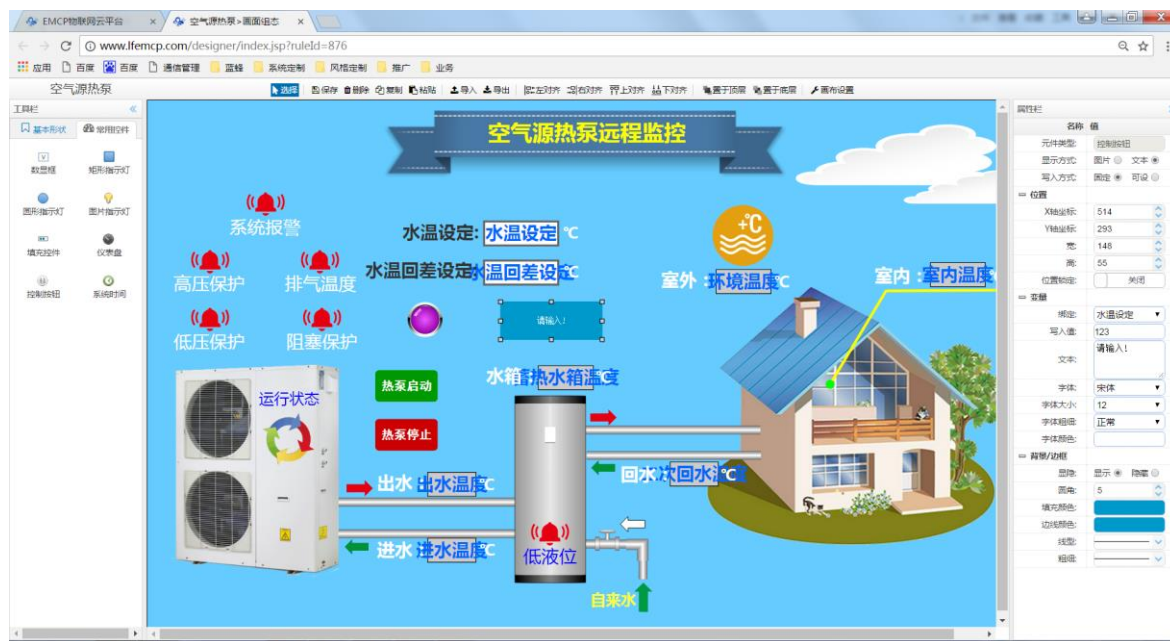 EMCP物联网云平台
空气源热泵>画面组态
www.lfemcp.com/designer/index.jsp?ruleId=876
应用 百度 百度 通信管理 蓝蜂 系统定制 风格定制 推广 业务
空气源热泵
选择 保存 删除 复制 粘贴 导入 导出 左对齐 右对齐 上对齐 下对齐 置于顶层 置于底层 画布设置
工具栏
基本形状 常用控件
数显框 矩形指示灯
圆形指示灯 图片指示灯
填充控件 仪表盘
控制按钮 系统时间
空气源热泵远程监控
系统报警
高压保护 排气温度
低压保护 阻塞保护
水温设定: 水温设定 ℃
水温回差设定 水温回差设定 ℃
请输入!
+℃
室外 : 环境温度 ℃
室内 : 室内温度
运行状态
热泵启动
热泵停止
水箱 热水箱温度 ℃
出水 出水温度 ℃
进水 进水温度 ℃
回水 次回水温 ℃
低液位
自来水
属性栏
名称 值
元件类型: 控制按钮
显示方式: 图片 文本
写入方式: 固定 可设
位置
X轴坐标: 514
Y轴坐标: 293
宽: 148
高: 55
位置锁定: 关闭
变量
绑定: 水温设定
写入值: 123
文本: 请输入!
字体: 宋体
字体大小: 12
字体粗细: 正常
字体颜色:
背景/边框
显隐: 显示 隐藏
圆角: 5
填充颜色:
边线颜色:
线型:
粗细: